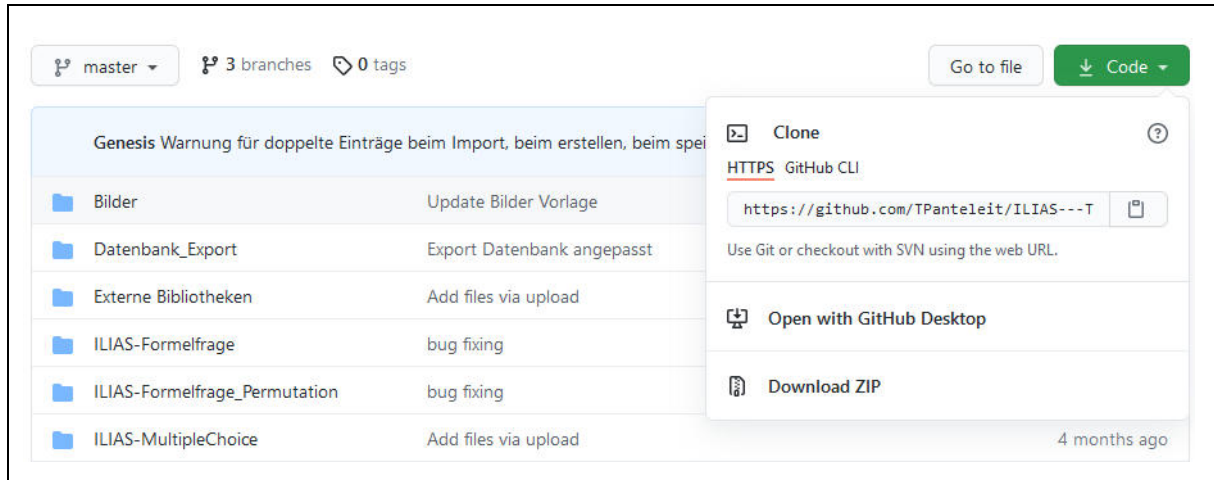 master 3 branches 0 tags Go to file Code
Genesis Warnung für doppelte Einträge beim Import, beim erstellen, beim spei
Clone
HTTPS GitHub CLI
https://github.com/TPanteleit/ILIAS---T
Use Git or checkout with SVN using the web URL.
Open with GitHub Desktop
Download ZIP
Bilder Update Bilder Vorlage
Datenbank_Export Export Datenbank angepasst
Externe Bibliotheken Add files via upload
ILIAS-Formelfrage bug fixing
ILIAS-Formelfrage_Permutation bug fixing
ILIAS-MultipleChoice Add files via upload 4 months ago